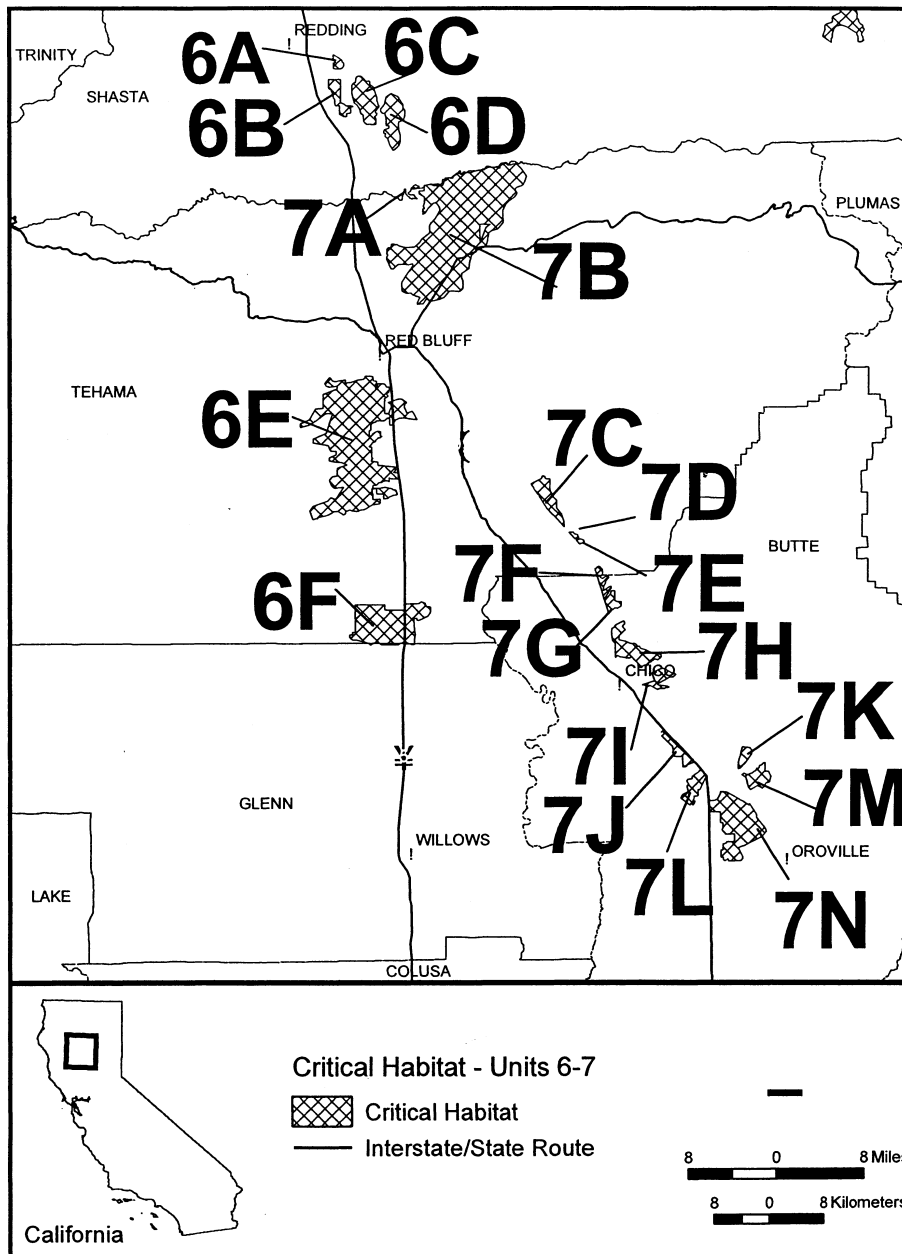 REDDING
TRINITY
6A
6C
SHASTA
6B
6D
7A
PLUMAS
7B
RED BLUFF
TEHAMA
6E
7C
7D
BUTTE
7F
7E
6F
7G
7H
CHICO
7K
7I
7M
GLENN
7J
WILLOWS
OROVILLE
7L
LAKE
7N
COLUSA
Critical Habitat - Units 6-7
Critical Habitat
Interstate/State Route
8 0 8 Miles
8 0 8 Kilometers
California